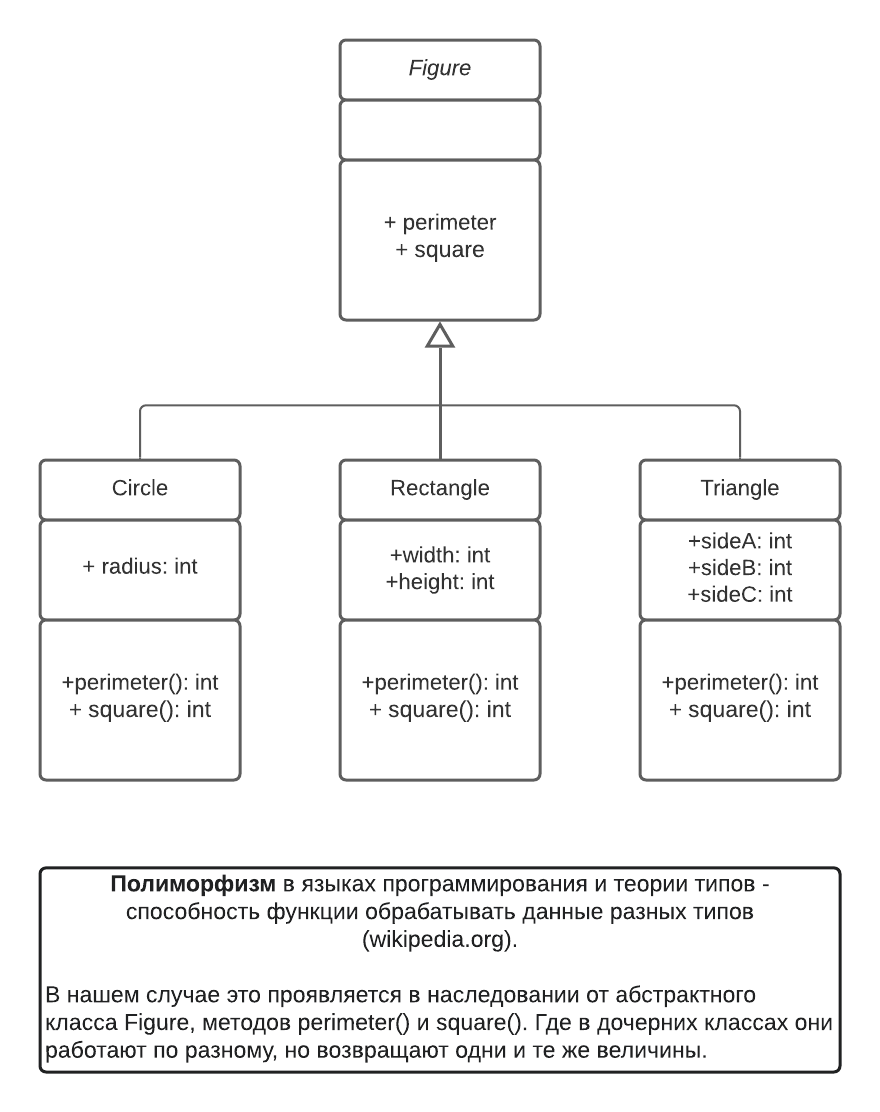 Figure
+ perimeter
+ square
Circle
+ radius: int
+perimeter(): int
+ square(): int
Rectangle
+width: int
+height: int
+perimeter(): int
+ square(): int
Triangle
+sideA: int
+sideB: int
+sideC: int
+perimeter(): int
+ square(): int
Полиморфизм в языках программирования и теории типов -
способность функции обрабатывать данные разных типов
(wikipedia.org).
В нашем случае это проявляется в наследовании от абстрактного
класса Figure, методов perimeter() и square(). Где в дочерних классах они
работают по разному, но возвращают одни и те же величины.